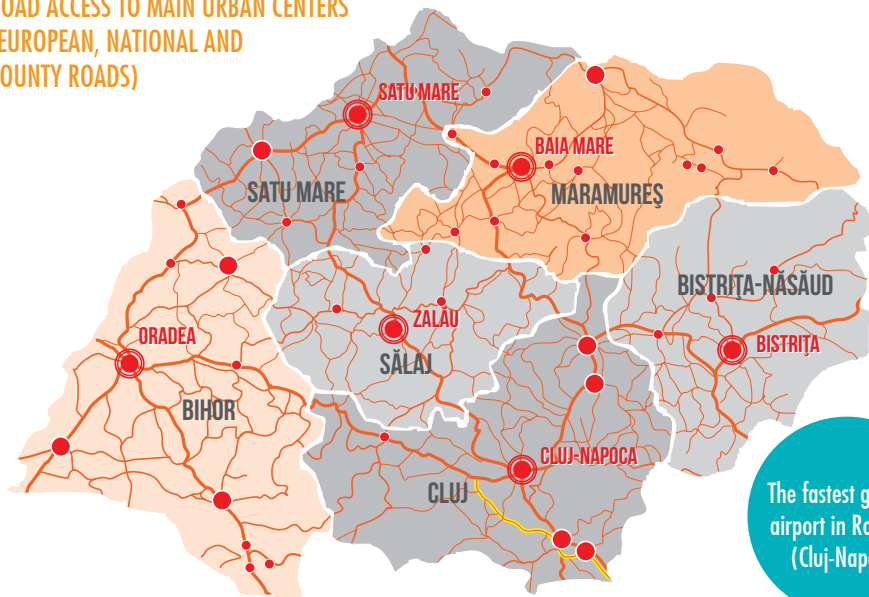 OAD ACCESS TO MAIN URBAN CENTERS
EUROPEAN, NATIONAL AND
OUNTY ROADS)
SATU MARE
BAIA MARE
SATU MARE
MARAMUREŞ
BISTRIŢA-NĂSĂUD
ORADEA
ZALĂU
BISTRIŢA
SĂLAJ
BIHOR
CLUJ-NAPOCA
CLUJ
The fastest g
airport in Ro
(Cluj-Nap